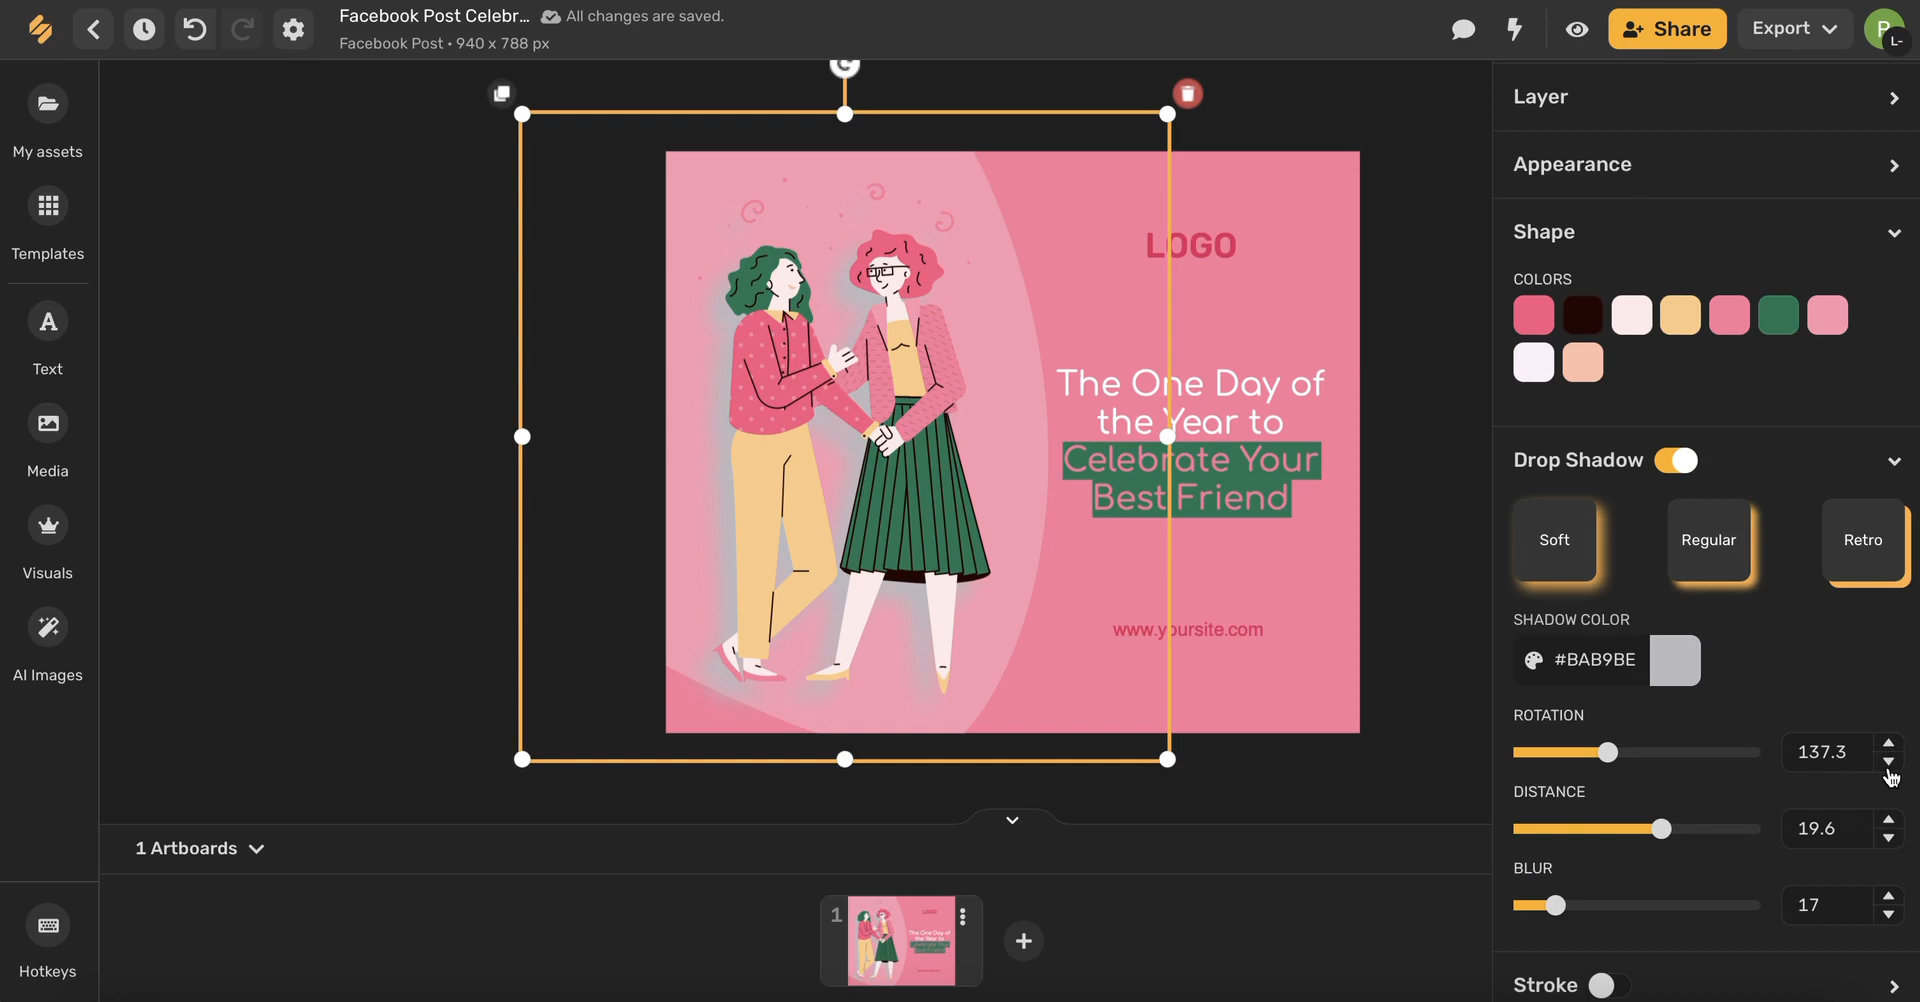 Facebook Post Celebr...
All changes are saved.
Facebook Post • 940 x 788 px
Share
Export
P
L-
My assets
Templates
Text
Media
Visuals
AI Images
Hotkeys
LOGO
The One Day of
the Year to
Celebrate Your
Best Friend
www.yoursite.com
1 Artboards
1
Layer
Appearance
Shape
COLORS
Drop Shadow
Soft
Regular
Retro
SHADOW COLOR
#BAB9BE
ROTATION
137.3
DISTANCE
19.6
BLUR
17
Stroke